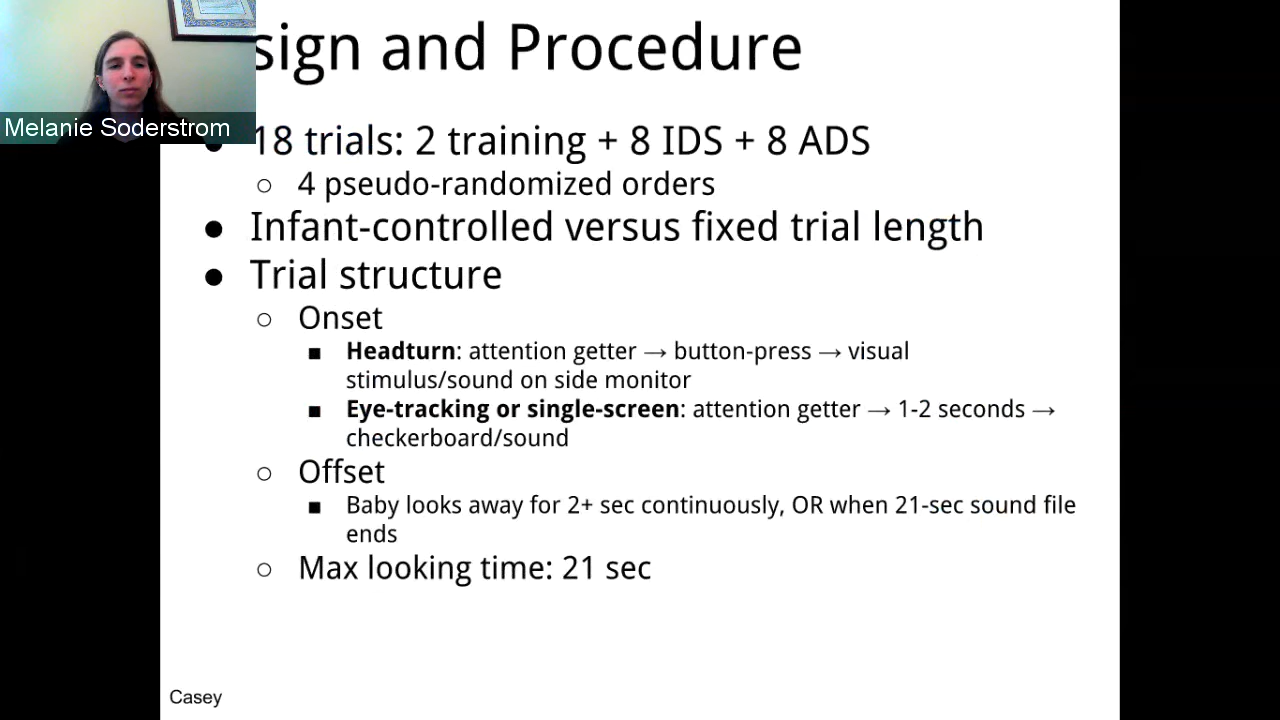 sign and Procedure
Melanie Soderstrom
● 18 trials: 2 training + 8 IDS + 8 ADS
○ 4 pseudo-randomized orders
● Infant-controlled versus fixed trial length
● Trial structure
○ Onset
■ Headturn: attention getter → button-press → visual
stimulus/sound on side monitor
■ Eye-tracking or single-screen: attention getter → 1-2 seconds →
checkerboard/sound
○ Offset
■ Baby looks away for 2+ sec continuously, OR when 21-sec sound file
ends
○ Max looking time: 21 sec
Casey